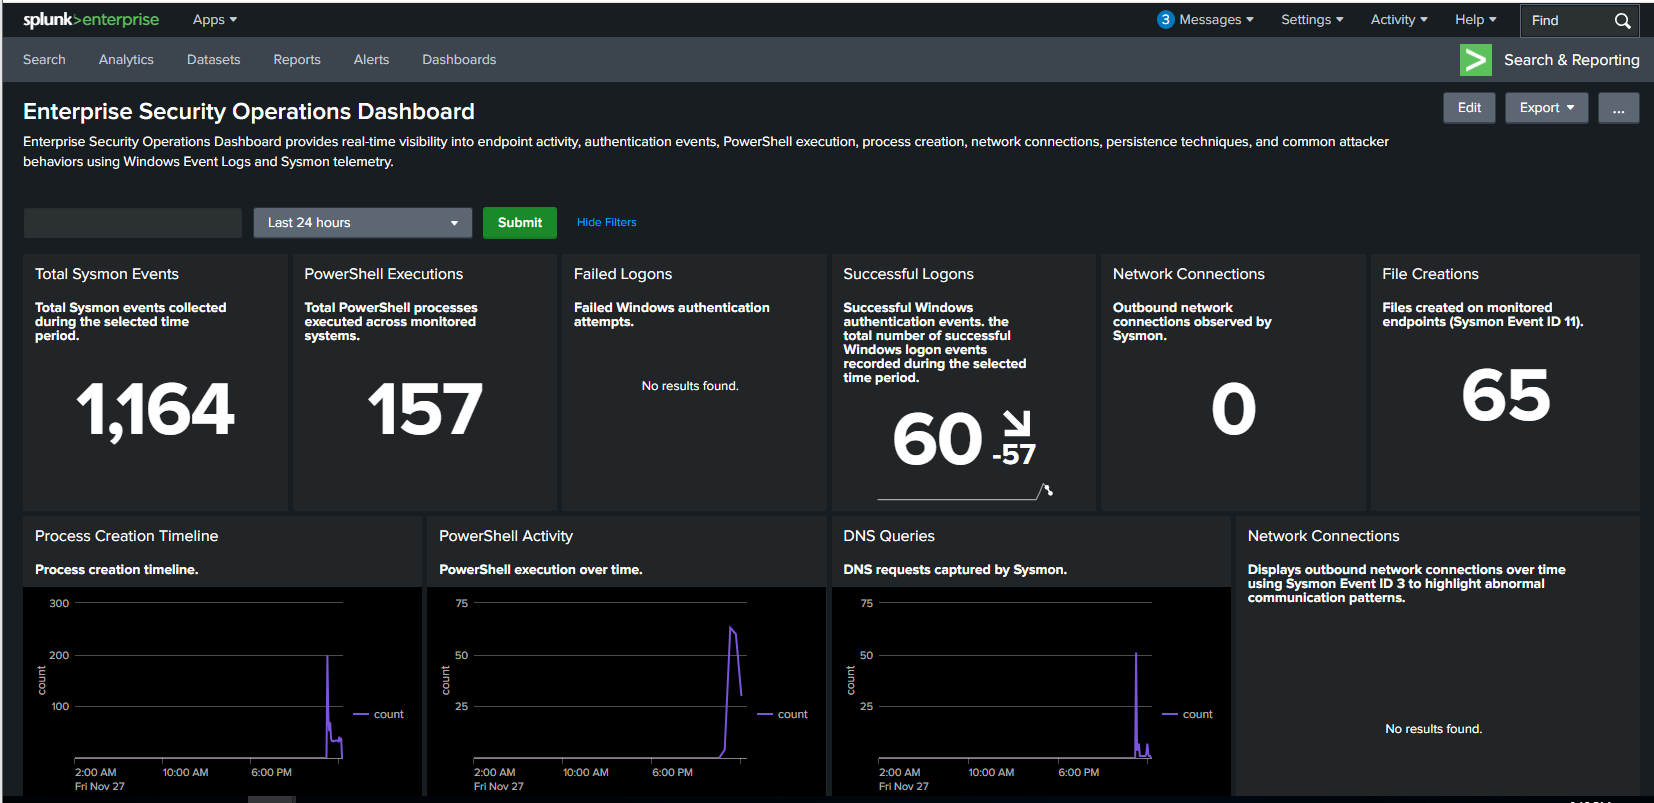 splunk>enterprise Apps 3 Messages Settings Activity Help Find
Search Analytics Datasets Reports Alerts Dashboards Search & Reporting
Enterprise Security Operations Dashboard
Edit Export ...
Enterprise Security Operations Dashboard provides real-time visibility into endpoint activity, authentication events, PowerShell execution, process creation, network connections, persistence techniques, and common attacker
behaviors using Windows Event Logs and Sysmon telemetry.
Last 24 hours Submit Hide Filters
Total Sysmon Events
Total Sysmon events collected
during the selected time
period.
1,164
PowerShell Executions
Total PowerShell processes
executed across monitored
systems.
157
Failed Logons
Failed Windows authentication
attempts.
No results found.
Successful Logons
Successful Windows
authentication events. the
total number of successful
Windows logon events
recorded during the selected
time period.
60
-57
Network Connections
Outbound network
connections observed by
Sysmon.
0
File Creations
Files created on monitored
endpoints (Sysmon Event ID 11).
65
Process Creation Timeline
Process creation timeline.
300
200
100
count
count
2:00 AM 10:00 AM 6:00 PM
Fri Nov 27
PowerShell Activity
PowerShell execution over time.
75
50
25
count
count
2:00 AM 10:00 AM 6:00 PM
Fri Nov 27
DNS Queries
DNS requests captured by Sysmon.
75
50
25
count
count
2:00 AM 10:00 AM 6:00 PM
Fri Nov 27
Network Connections
Displays outbound network connections over time
using Sysmon Event ID 3 to highlight abnormal
communication patterns.
No results found.